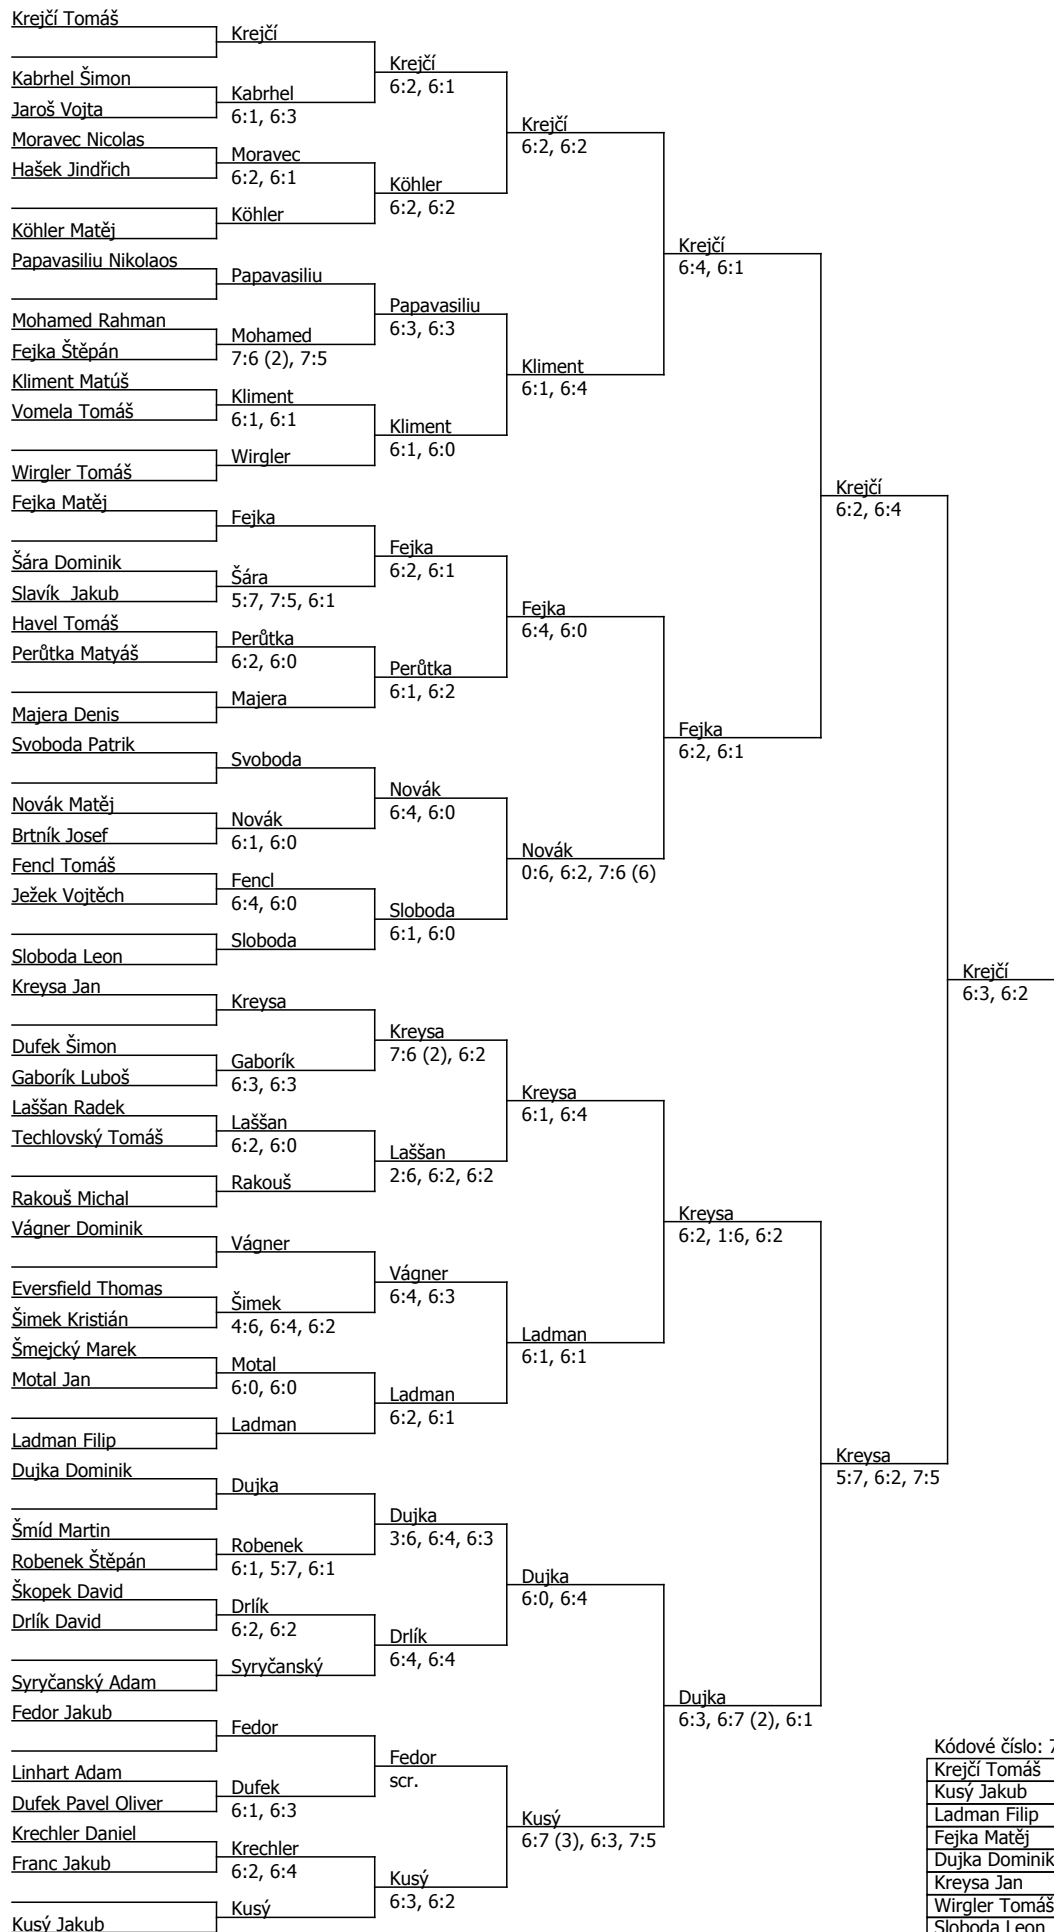 Krejčí Tomáš
Krejčí
Krejčí
6:2, 6:1
Kabrhel Šimon
Kabrhel
6:1, 6:3
Jaroš Vojta
Krejčí
6:2, 6:2
Moravec Nicolas
Moravec
6:2, 6:1
Hašek Jindřich
Köhler
6:2, 6:2
Köhler
Köhler Matěj
Krejčí
6:4, 6:1
Papavasiliu Nikolaos
Papavasiliu
Papavasiliu
6:3, 6:3
Mohamed Rahman
Mohamed
7:6 (2), 7:5
Fejka Štěpán
Kliment
6:1, 6:4
Kliment Matúš
Kliment
6:1, 6:1
Vomela Tomáš
Kliment
6:1, 6:0
Wirgler
Wirgler Tomáš
Krejčí
6:2, 6:4
Fejka Matěj
Fejka
Fejka
6:2, 6:1
Šára Dominik
Šára
5:7, 7:5, 6:1
Slavík  Jakub
Fejka
6:4, 6:0
Havel Tomáš
Perůtka
6:2, 6:0
Perůtka Matyáš
Perůtka
6:1, 6:2
Majera
Majera Denis
Fejka
6:2, 6:1
Svoboda Patrik
Svoboda
Novák
6:4, 6:0
Novák Matěj
Novák
6:1, 6:0
Brtník Josef
Novák
0:6, 6:2, 7:6 (6)
Fencl Tomáš
Fencl
6:4, 6:0
Ježek Vojtěch
Sloboda
6:1, 6:0
Sloboda
Sloboda Leon
Krejčí
6:3, 6:2
Kreysa Jan
Kreysa
Kreysa
7:6 (2), 6:2
Dufek Šimon
Gaborík
6:3, 6:3
Gaborík Luboš
Kreysa
6:1, 6:4
Laššan Radek
Laššan
6:2, 6:0
Techlovský Tomáš
Laššan
2:6, 6:2, 6:2
Rakouš
Rakouš Michal
Kreysa
6:2, 1:6, 6:2
Vágner Dominik
Vágner
Vágner
6:4, 6:3
Eversfield Thomas
Šimek
4:6, 6:4, 6:2
Šimek Kristián
Ladman
6:1, 6:1
Šmejcký Marek
Motal
6:0, 6:0
Motal Jan
Ladman
6:2, 6:1
Ladman
Ladman Filip
Kreysa
5:7, 6:2, 7:5
Dujka Dominik
Dujka
Dujka
3:6, 6:4, 6:3
Šmíd Martin
Robenek
6:1, 5:7, 6:1
Robenek Štěpán
Dujka
6:0, 6:4
Škopek David
Drlík
6:2, 6:2
Drlík David
Drlík
6:4, 6:4
Syryčanský
Syryčanský Adam
Dujka
6:3, 6:7 (2), 6:1
Fedor Jakub
Fedor
Fedor
scr.
Linhart Adam
Dufek
6:1, 6:3
Dufek Pavel Oliver
Kusý
6:7 (3), 6:3, 7:5
Krechler Daniel
Krechler
6:2, 6:4
Franc Jakub
Kusý
6:3, 6:2
Kusý
Kusý Jakub
Kódové číslo: 7
Krejčí Tomáš
Kusý Jakub
Ladman Filip
Fejka Matěj
Dujka Dominik
Kreysa Jan
Wirgler Tomáš
Sloboda Leon